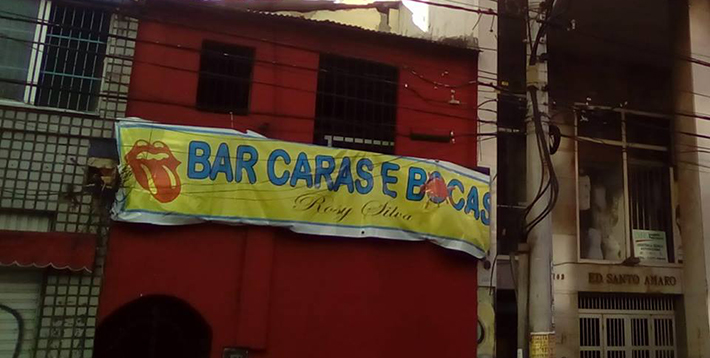 BAR CARAS E BOCAS
Rosy Silva
ED SANTO AMARO